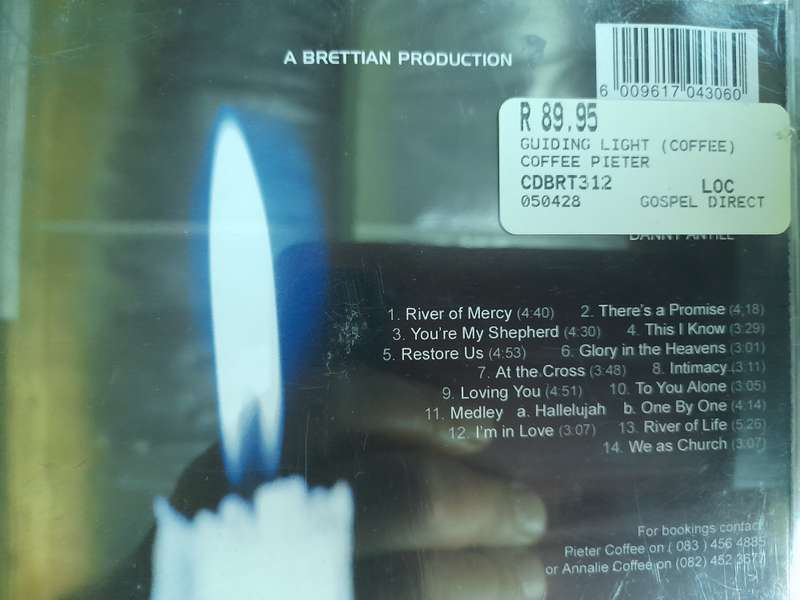 A BRETTIAN PRODUCTION
6 009617 043060
R 89.95
GUIDING LIGHT (COFFEE)
COFFEE PIETER
CDBRT312 LOC
050428 GOSPEL DIRECT
1. River of Mercy (4:40) 2. There's a Promise (4:18)
3. You're My Shepherd (4:30) 4. This I Know (3:29)
5. Restore Us (4:53) 6. Glory in the Heavens (3:01)
7. At the Cross (3:48) 8. Intimacy (3:11)
9. Loving You (4:51) 10. To You Alone (3:05)
11. Medley a. Hallelujah b. One By One (4:14)
12. I'm in Love (3:07) 13. River of Life (5:26)
14. We as Church (3:07)
For bookings contact
Pieter Coffee on ( 083 ) 456 4885
or Annalie Coffee on (082) 452 3677